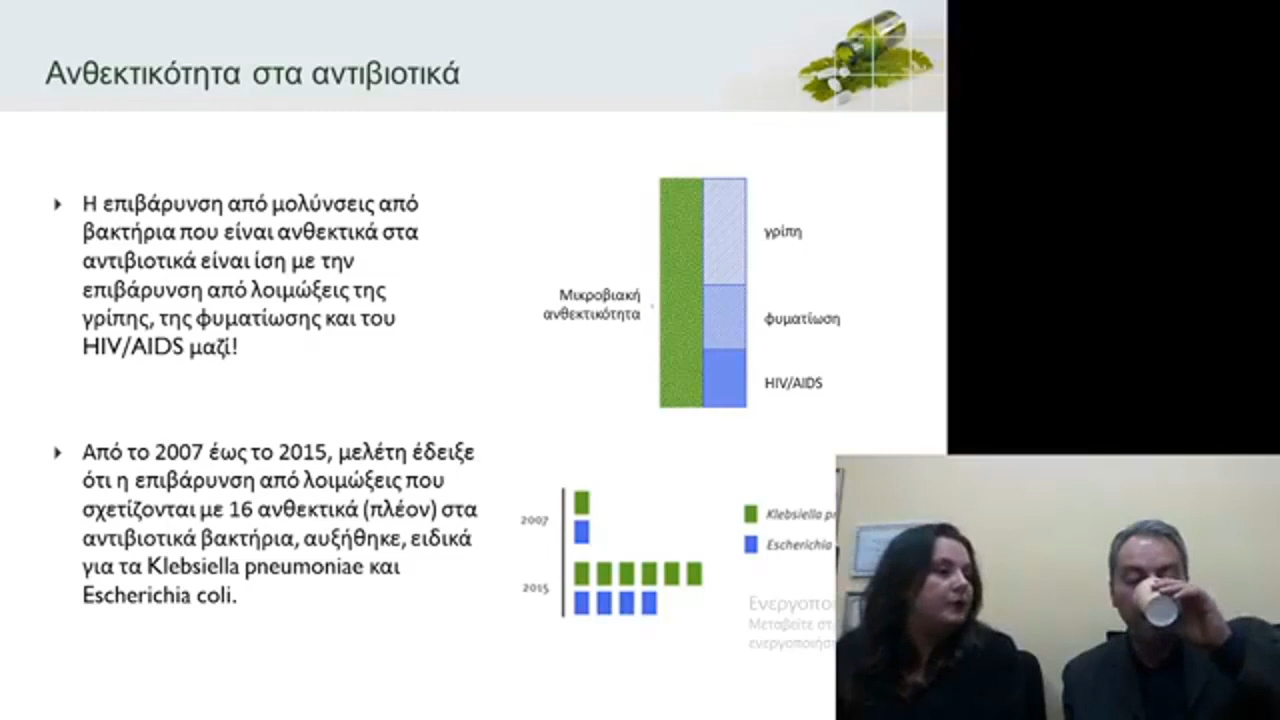 Ανθεκτικότητα στα αντιβιοτικά
Η επιβάρυνση από μολύνσεις από
βακτήρια που είναι ανθεκτικά στα
αντιβιοτικά είναι ίση με την
επιβάρυνση από λοιμώξεις της
γρίπης, της φυματίωσης και του
HIV/AIDS μαζί!
γρίπη
Μικροβιακή
ανθεκτικότητα
φυματίωση
HIV/AIDS
Από το 2007 έως το 2015, μελέτη έδειξε
ότι η επιβάρυνση από λοιμώξεις που
σχετίζονται με 16 ανθεκτικά (πλέον) στα
αντιβιοτικά βακτήρια, αυξήθηκε, ειδικά
για τα Klebsiella pneumoniae και
Escherichia coli.
2007
2015
Klebsiella
Escherichia
Μεταβείτε